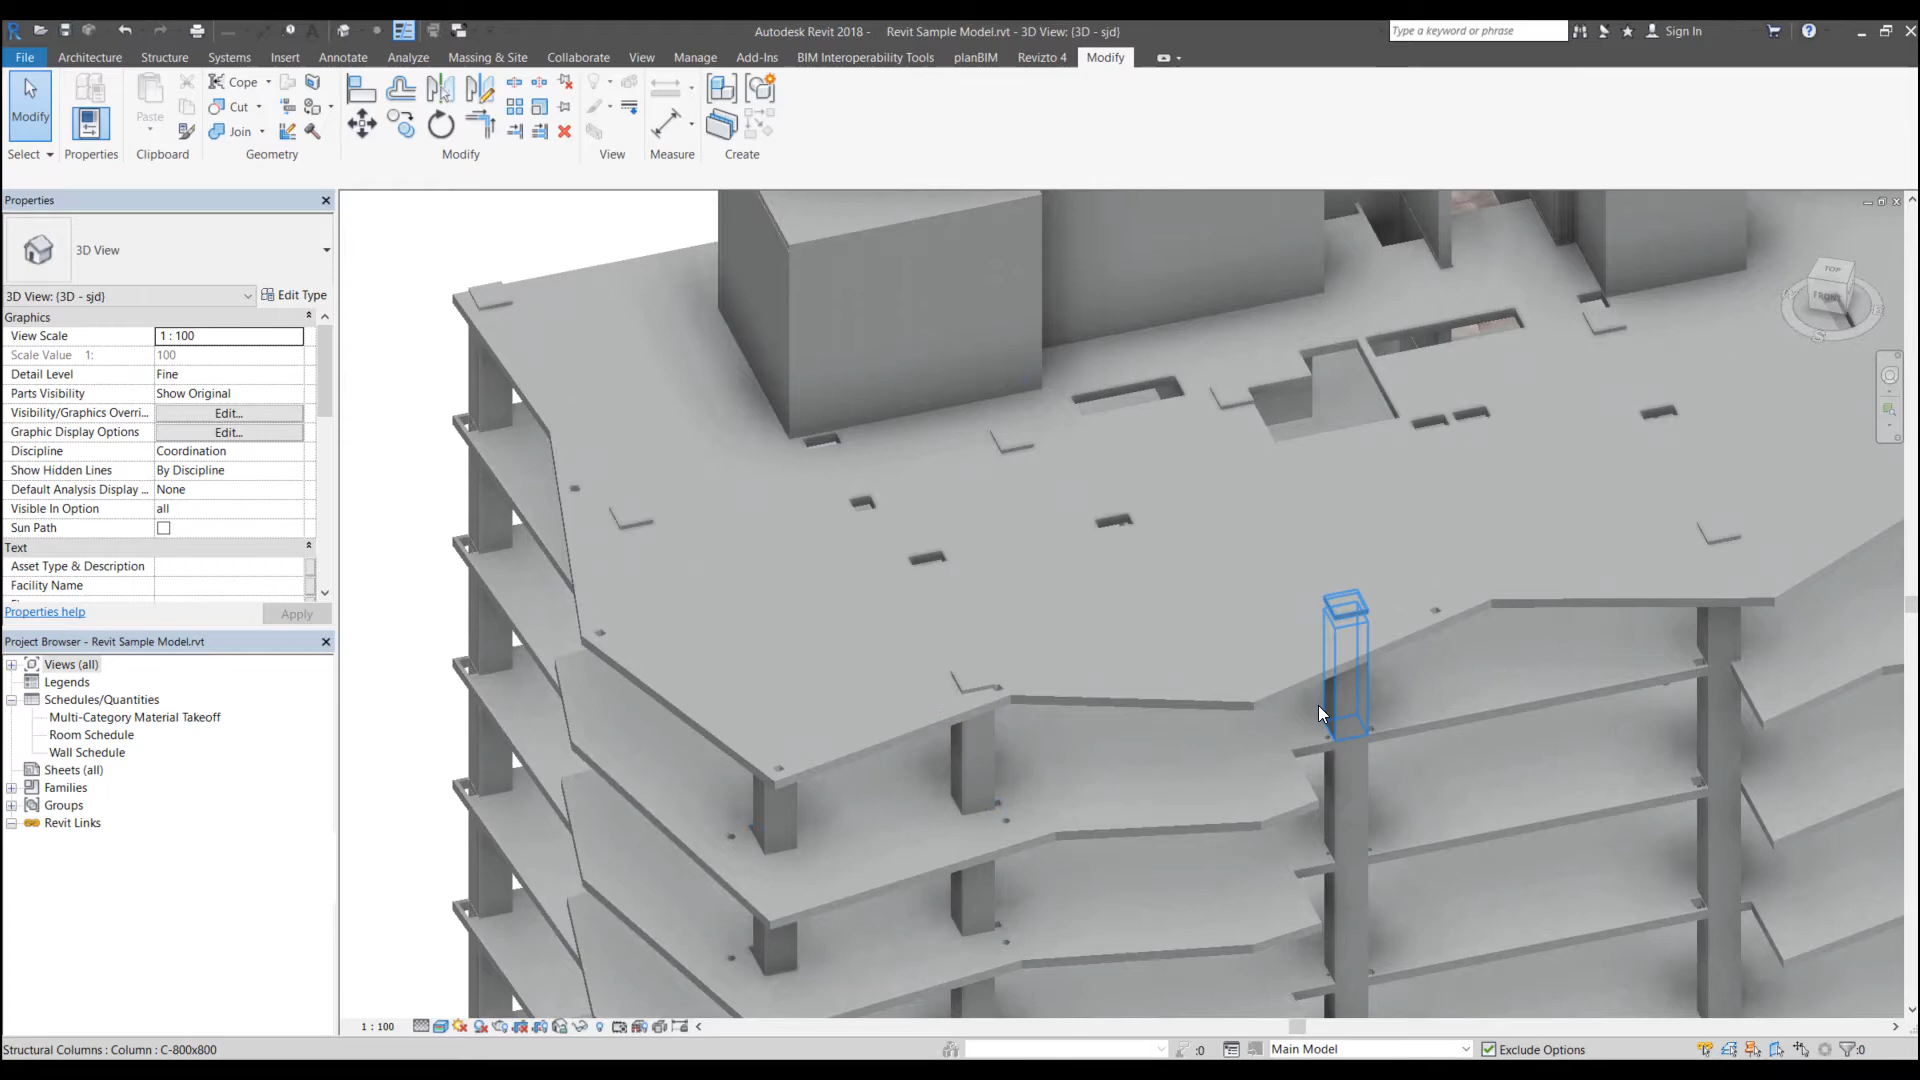 Autodesk Revit 2018 - Revit Sample Model.rvt - 3D View: {3D - sjd}
Type a keyword or phrase
Sign In
File Architecture Structure Systems Insert Annotate Analyze Massing & Site Collaborate View Manage Add-Ins BIM Interoperability Tools planBIM Revizto 4 Modify
Modify
Paste
Cope
Cut
Join
Select Properties Clipboard Geometry Modify View Measure Create
Properties
3D View
3D View: {3D - sjd}
Edit Type
Graphics
View Scale 1 : 100
Scale Value 1: 100
Detail Level Fine
Parts Visibility Show Original
Visibility/Graphics Overri... Edit...
Graphic Display Options Edit...
Discipline Coordination
Show Hidden Lines By Discipline
Default Analysis Display ... None
Visible In Option all
Sun Path
Text
Asset Type & Description
Facility Name
Properties help
Apply
Project Browser - Revit Sample Model.rvt
Views (all)
Legends
Schedules/Quantities
Multi-Category Material Takeoff
Room Schedule
Wall Schedule
Sheets (all)
Families
Groups
Revit Links
TOP
FRONT
S
1 : 100
Structural Columns : Column : C-800x800
:0
Main Model
Exclude Options
:0